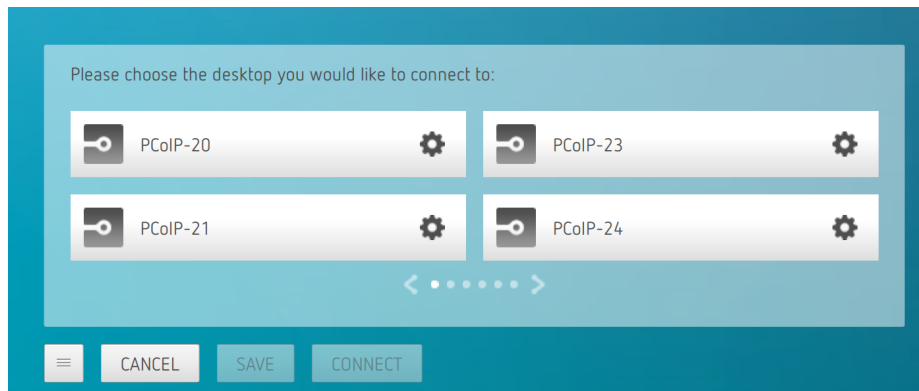 Please choose the desktop you would like to connect to:
PCoIP-20
PCoIP-23
PCoIP-21
PCoIP-24
CANCEL
SAVE
CONNECT